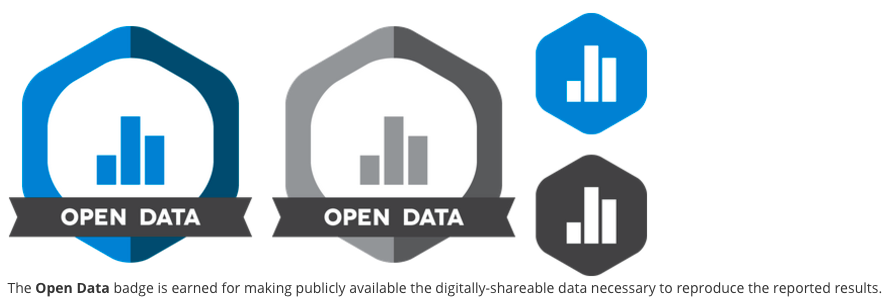 OPEN DATA
OPEN DATA
The Open Data badge is earned for making publicly available the digitally-shareable data necessary to reproduce the reported results.